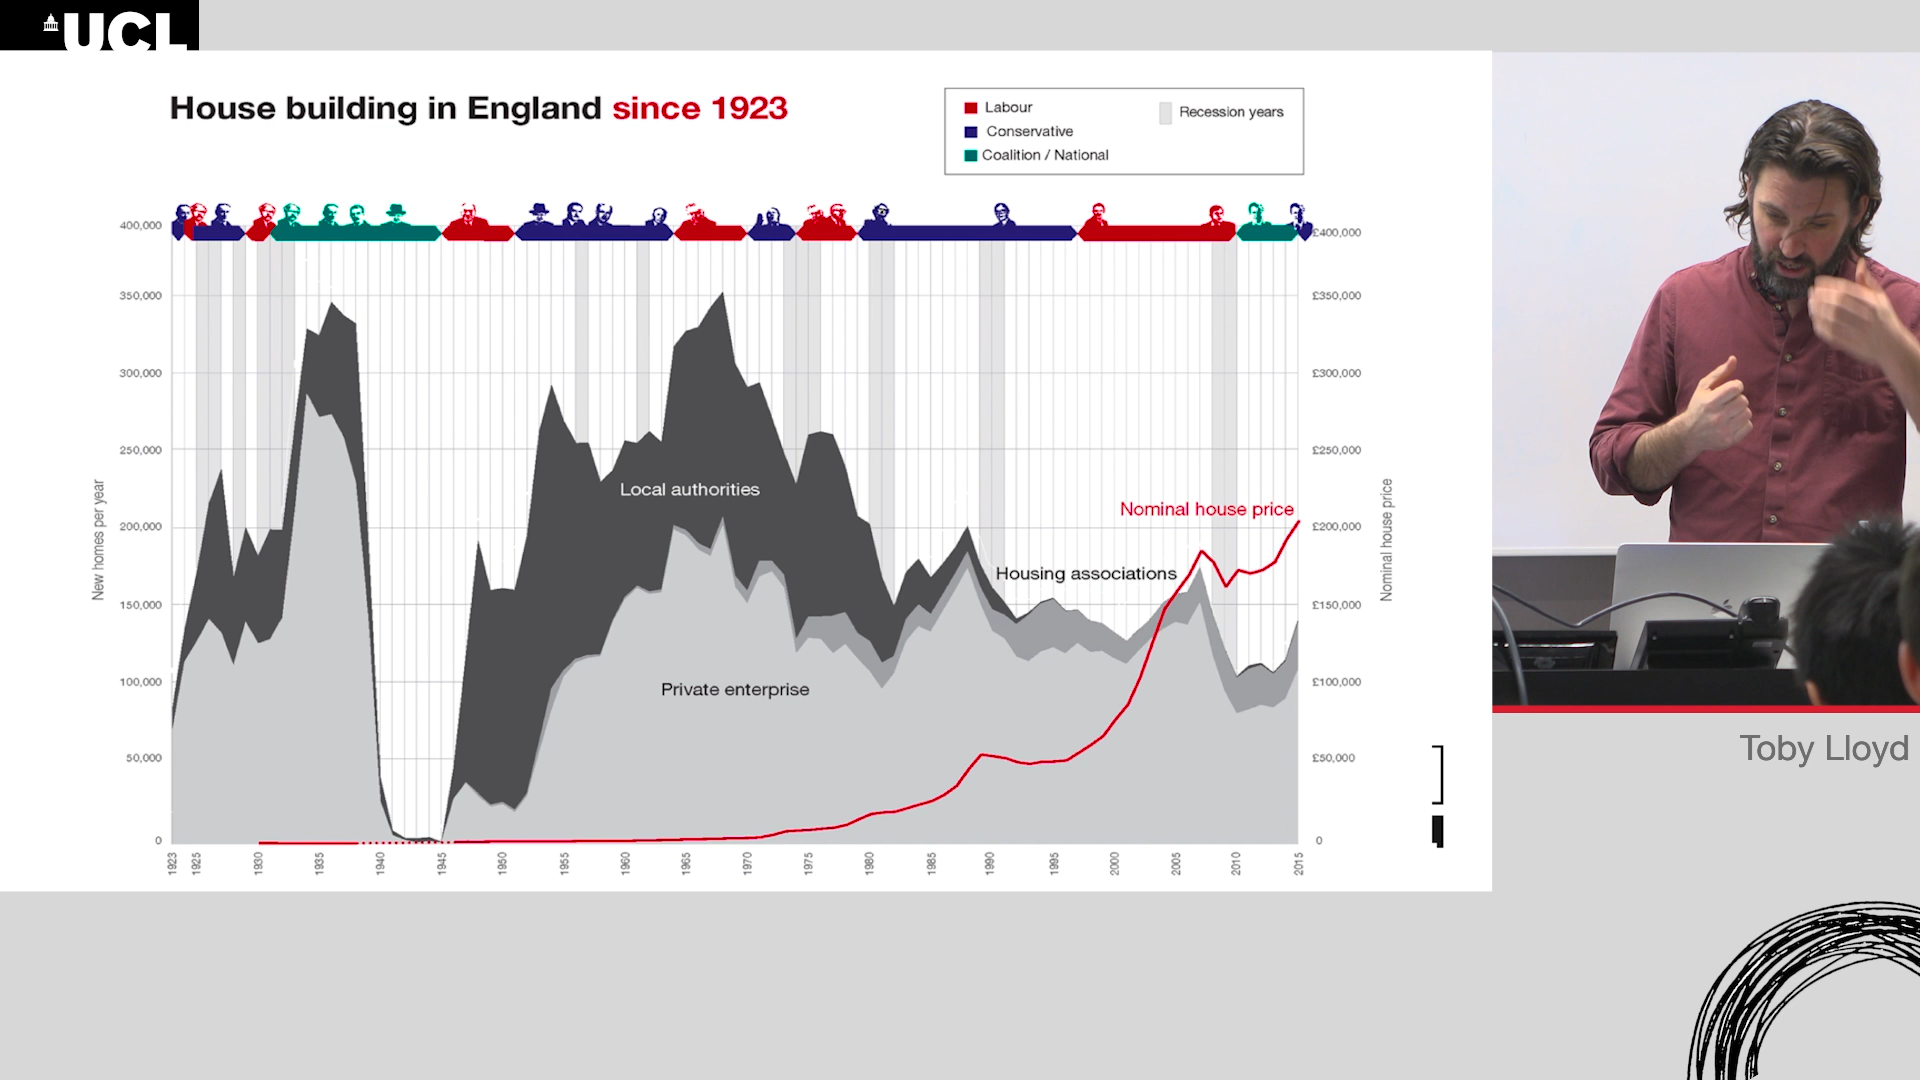 UCL
House building in England since 1923
Labour
Conservative
Coalition / National
Recession years
400,000
350,000
300,000
250,000
200,000
150,000
100,000
50,000
0
New homes per year
£400,000
£350,000
£300,000
£250,000
£200,000
£150,000
£100,000
£50,000
0
Nominal house price
Local authorities
Nominal house price
Housing associations
Private enterprise
1923
1925
1930
1935
1940
1945
1950
1955
1960
1965
1970
1975
1980
1985
1990
1995
2000
2005
2010
2015
Toby Lloyd